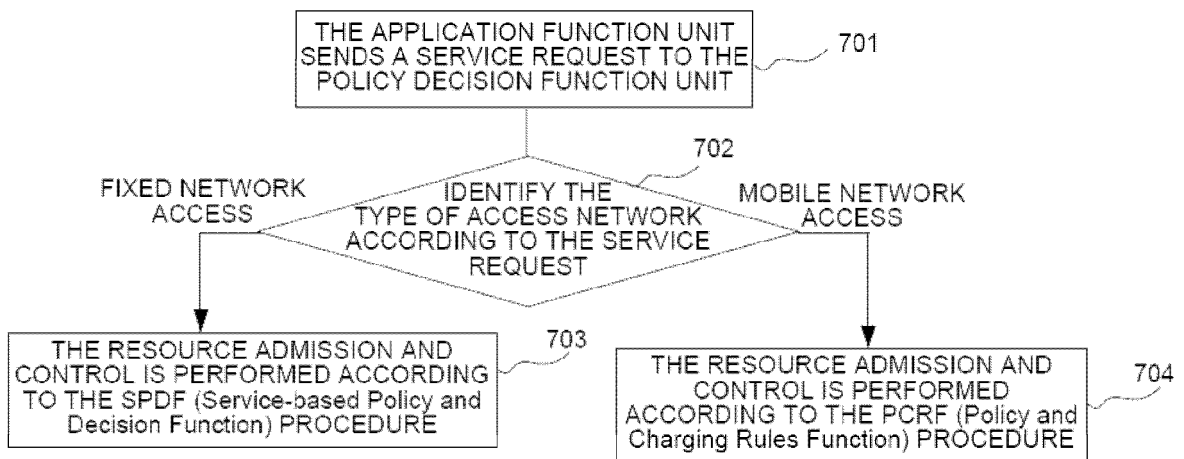 THE APPLICATION FUNCTION UNIT
SENDS A SERVICE REQUEST TO THE
POLICY DECISION FUNCTION UNIT
701
702
IDENTIFY THE
TYPE OF ACCESS NETWORK
ACCORDING TO THE SERVICE
REQUEST
FIXED NETWORK
ACCESS
MOBILE NETWORK
ACCESS
THE RESOURCE ADMISSION AND
CONTROL IS PERFORMED ACCORDING
TO THE SPDF (Service-based Policy and
Decision Function) PROCEDURE
703
THE RESOURCE ADMISSION AND
CONTROL IS PERFORMED
ACCORDING TO THE PCRF (Policy and
Charging Rules Function) PROCEDURE
704